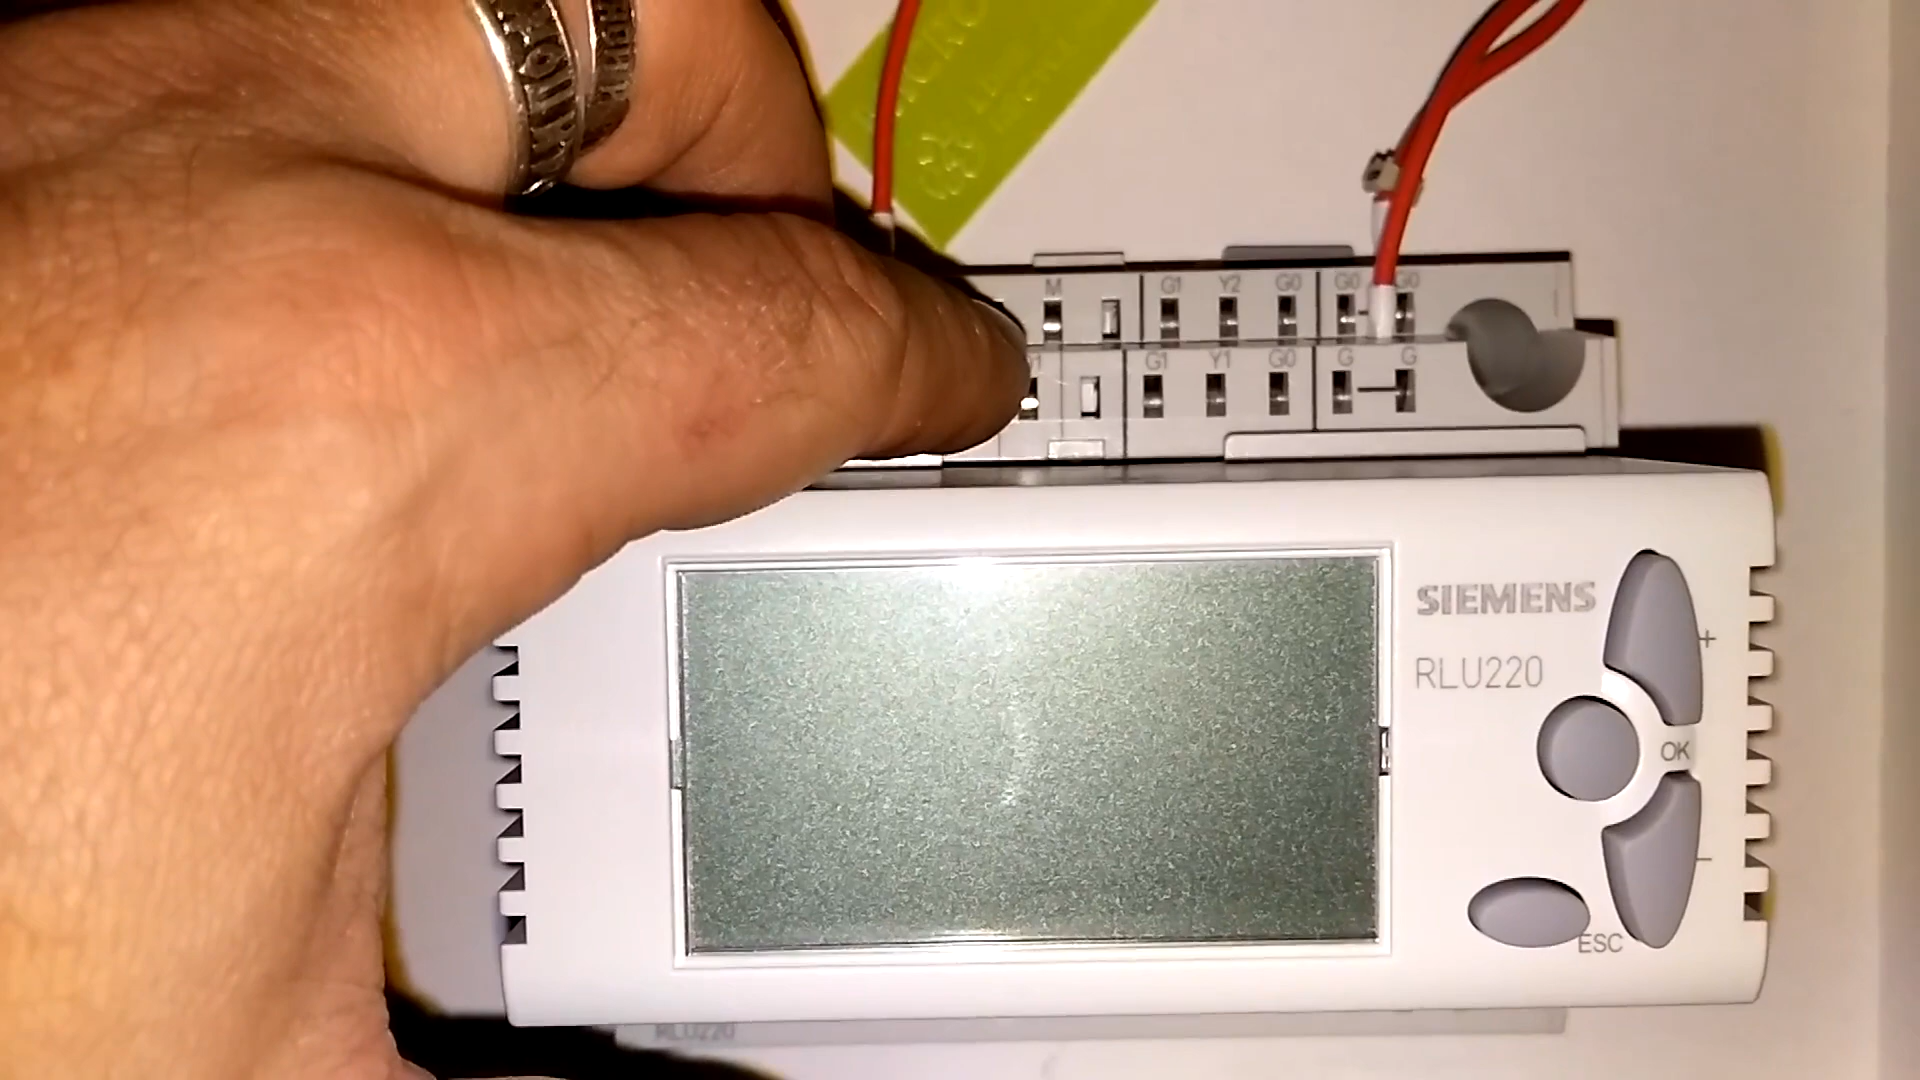 M G1 Y2 G0 G0 G0
G1 Y1 G0 G G
SIEMENS
RLU220
+
OK
−
ESC
RLU220